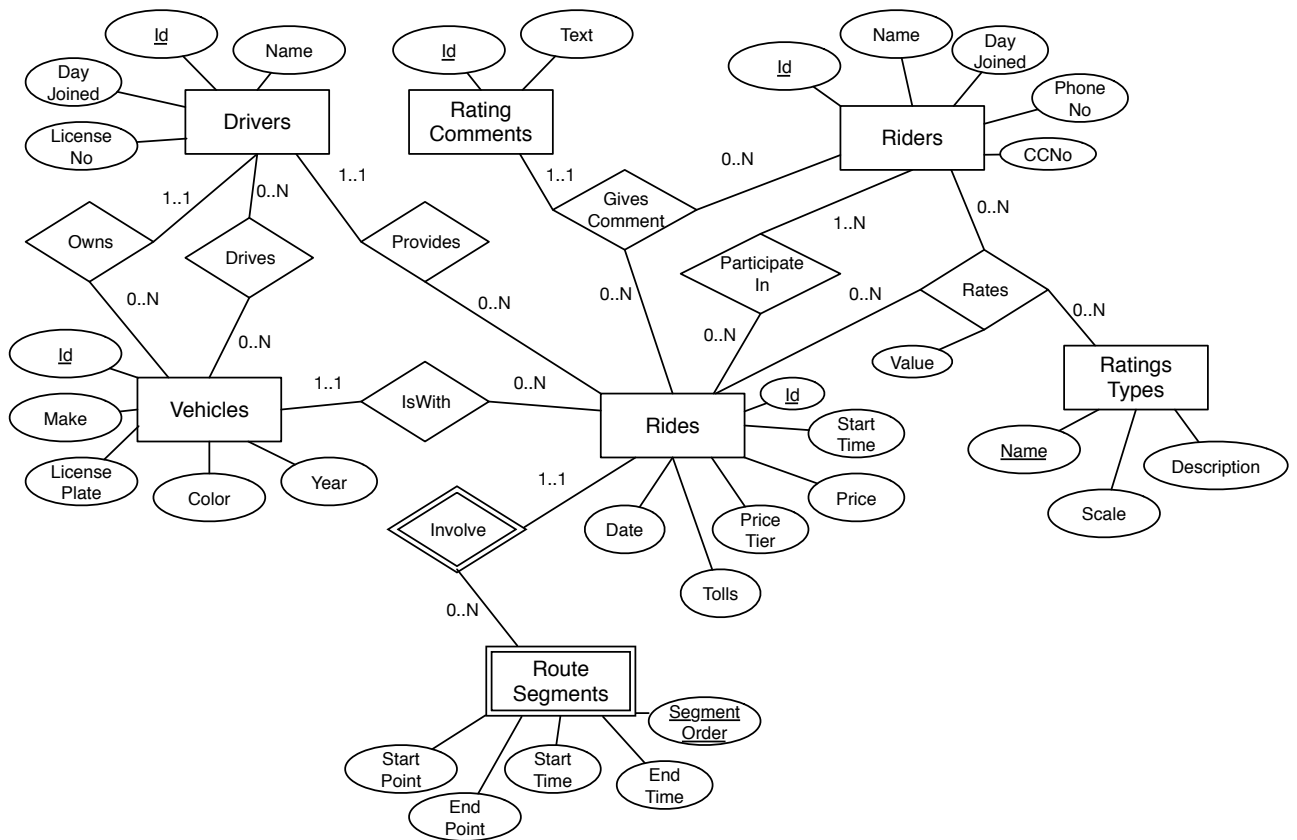 Id
Name
Day
Joined
License
No
Drivers
Id
Text
Rating
Comments
Id
Name
Day
Joined
Phone
No
CCNo
Riders
1..1
0..N
1..1
1..1
0..N
1..N
0..N
Owns
Drives
Provides
Gives
Comment
Participate
In
Rates
0..N
0..N
0..N
0..N
0..N
0..N
0..N
Value
Id
Make
License
Plate
Color
Year
Vehicles
1..1
IsWith
0..N
Rides
Id
Start
Time
Price
Price
Tier
Tolls
Date
Ratings
Types
Name
Scale
Description
1..1
Involve
0..N
Route
Segments
Segment
Order
Start
Point
End
Point
Start
Time
End
Time